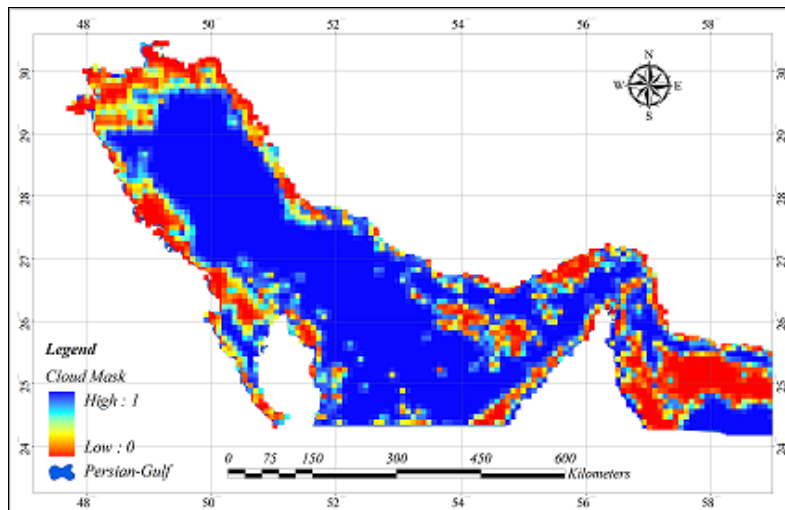 48 50 52 54 56 58
30
29
28
27
26
25
24
30
29
28
27
26
25
24
N
W E
S
Legend
Cloud Mask
High : 1
Low : 0
Persian-Gulf
0 75 150 300 450 600
Kilometers
48 50 52 54 56 58